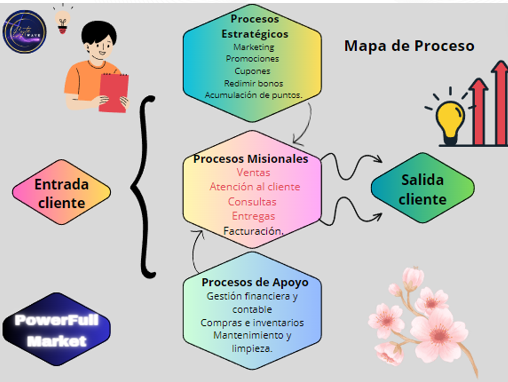 Procesos
Estratégicos
Marketing
Promociones
Cupones
Redimir bonos
Acumulación de puntos.
Mapa de Proceso
Entrada
cliente
Procesos Misionales
Ventas
Atención al cliente
Consultas
Entregas
Facturación.
Salida
cliente
Procesos de Apoyo
Gestión financiera y
contable
Compras e inventarios
Mantenimiento y
limpieza.
PowerFull
Market